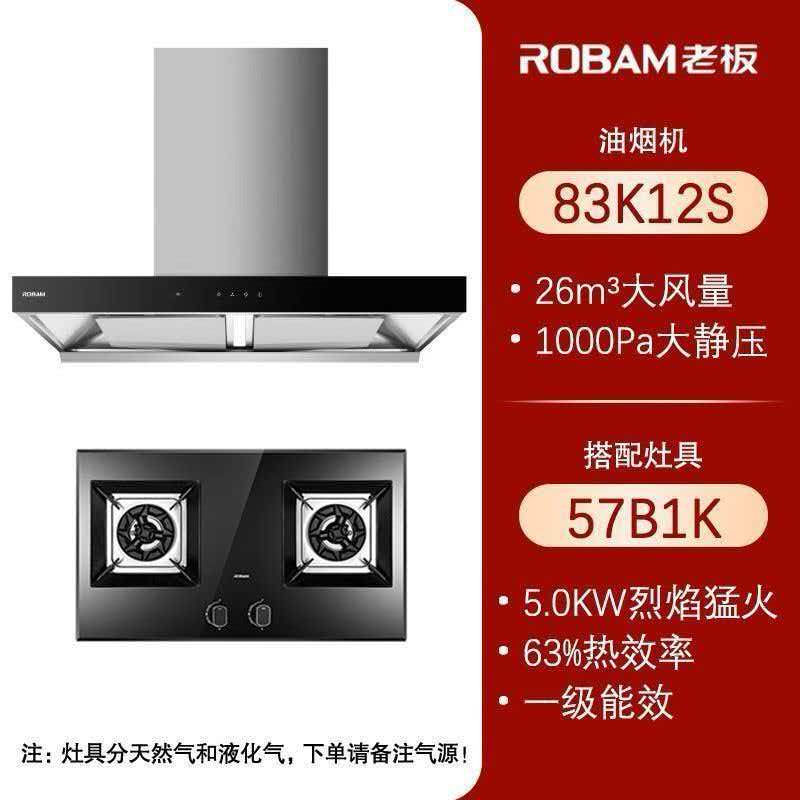 ROBAM老板
油烟机
83K12S
• 26m³大风量
• 1000Pa大静压
ROBAM
搭配灶具
57B1K
ROBAM
• 5.0KW烈焰猛火
• 63%热效率
• 一级能效
注：灶具分天然气和液化气，下单请备注气源！